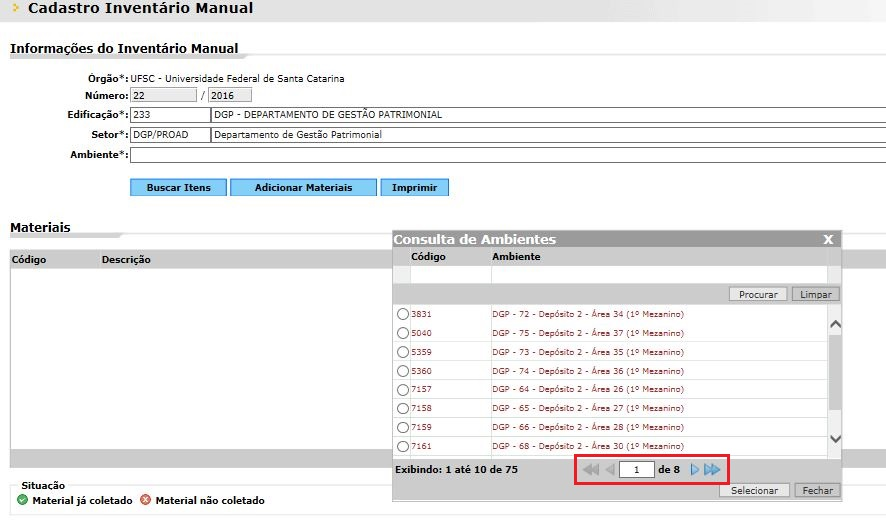 Cadastro Inventário Manual
Informações do Inventário Manual
Órgão*: UFSC - Universidade Federal de Santa Catarina
Número: 22 / 2016
Edificação*: 233 DGP - DEPARTAMENTO DE GESTÃO PATRIMONIAL
Setor*: DGP/PROAD Departamento de Gestão Patrimonial
Ambiente*:
Buscar Itens Adicionar Materiais Imprimir
Materiais
Código Descrição
Consulta de Ambientes X
Código Ambiente
Procurar Limpar
3831 DGP - 72 - Depósito 2 - Área 34 (1º Mezanino)
5040 DGP - 75 - Depósito 2 - Área 37 (1º Mezanino)
5359 DGP - 73 - Depósito 2 - Área 35 (1º Mezanino)
5360 DGP - 74 - Depósito 2 - Área 36 (1º Mezanino)
7157 DGP - 64 - Depósito 2 - Área 26 (1º Mezanino)
7158 DGP - 65 - Depósito 2 - Área 27 (1º Mezanino)
7159 DGP - 66 - Depósito 2 - Área 28 (1º Mezanino)
7161 DGP - 68 - Depósito 2 - Área 30 (1º Mezanino)
Exibindo: 1 até 10 de 75 1 de 8
Selecionar Fechar
Situação
Material já coletado Material não coletado